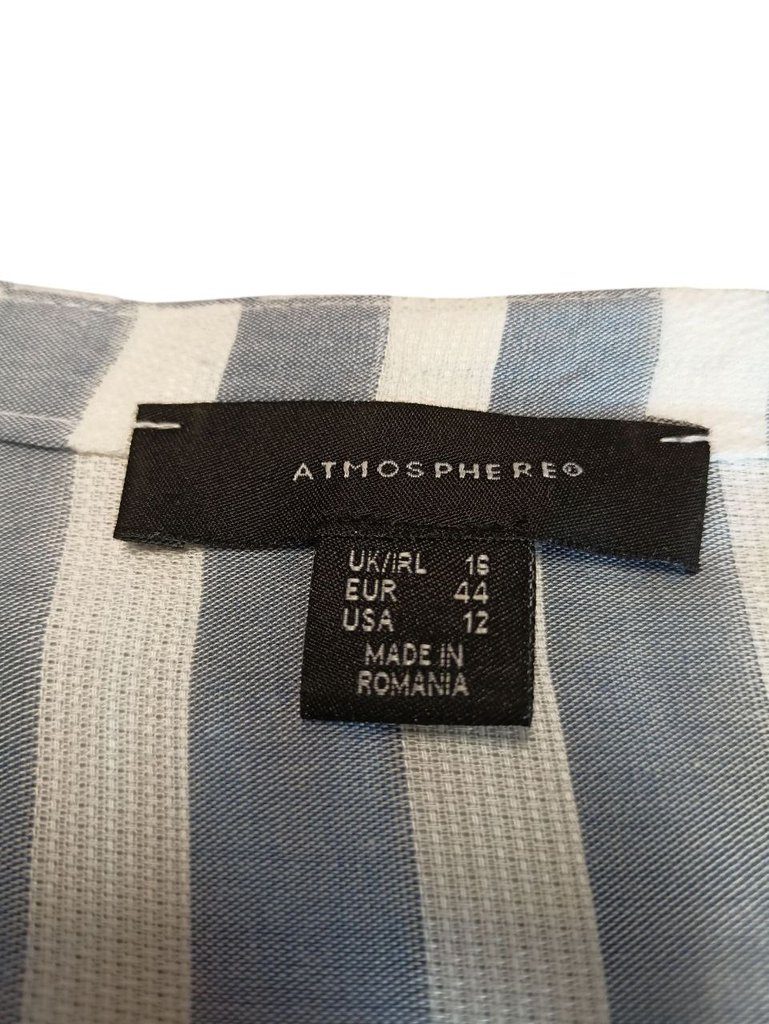 ATMOSPHERE®
UK/IRL 16
EUR 44
USA 12
MADE IN
ROMANIA